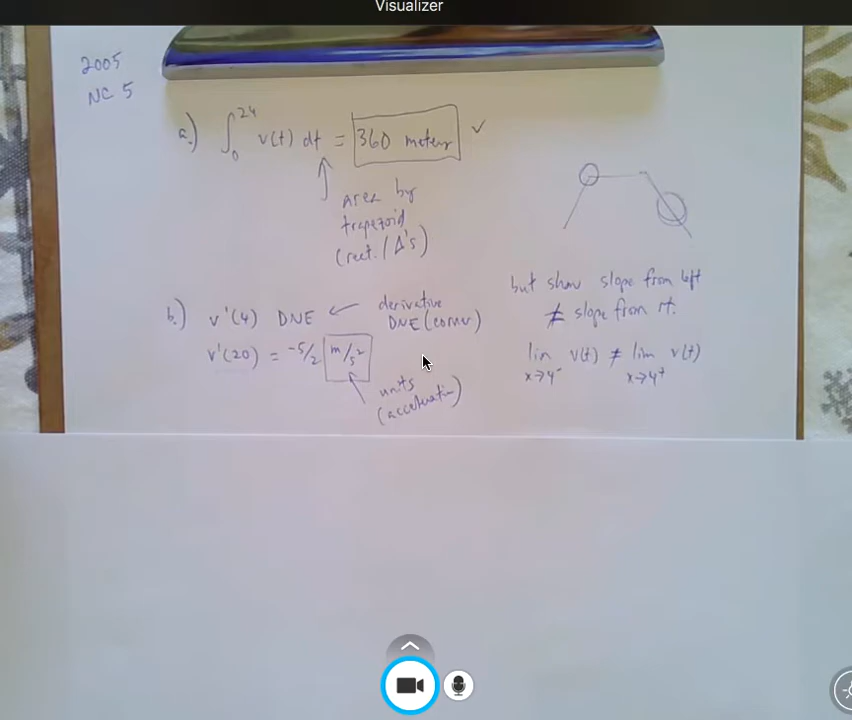 Visualizer
2005
NC 5
a.) ∫₀²⁴ v(t) dt = 360 meters ✓
area by
trapezoid
(rect. / Δ's)
but show slope from left
≠ slope from rt.
lim v(t) ≠ lim v(t)
x→4⁻ x→4⁺
b.) v'(4) DNE ← derivative
DNE (corner)
v'(20) = -5/2 m/s²
units
(acceleration)